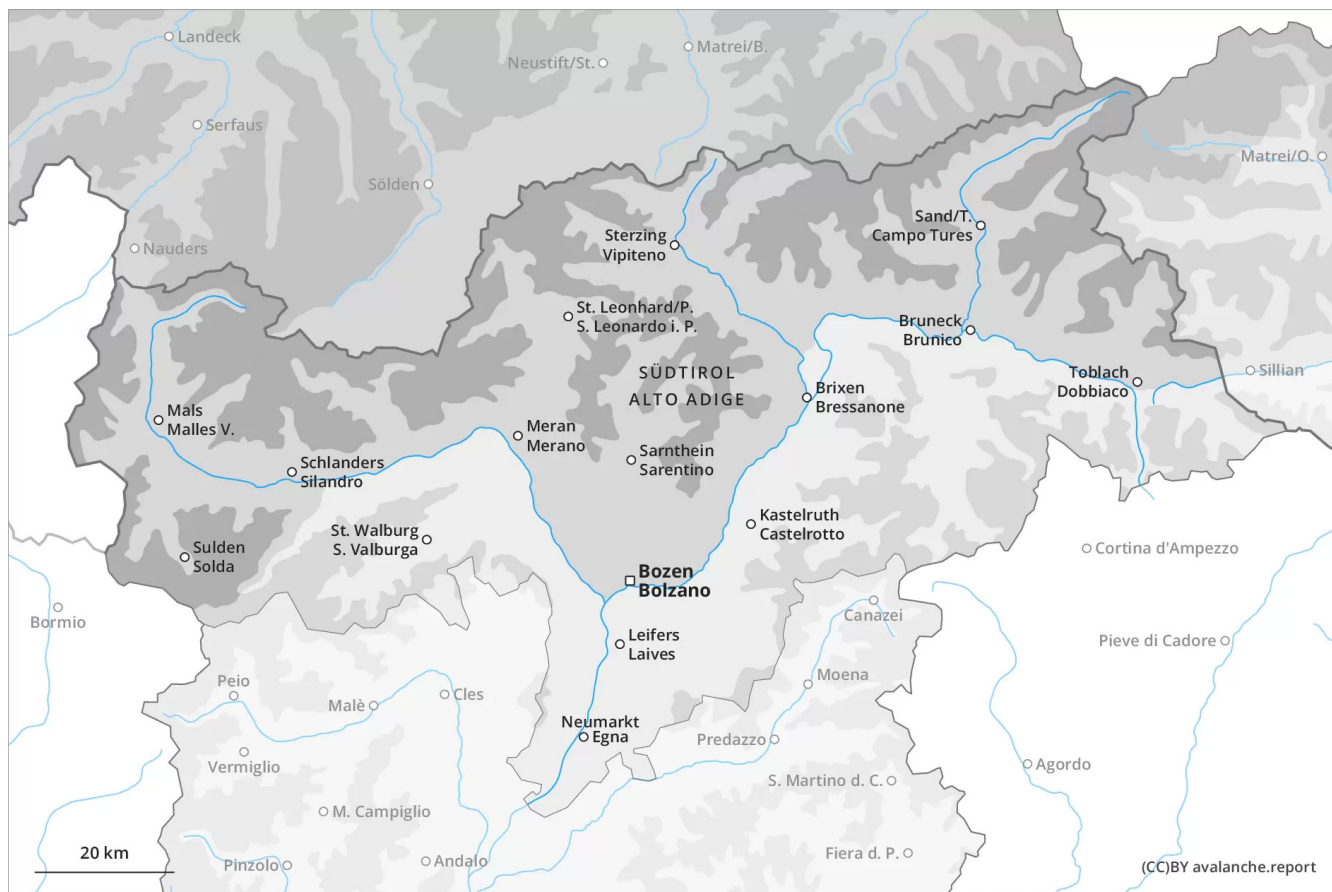 Landeck
Matrei/B.
Neustift/St.
Serfaus
Matrei/O.
Sölden
Nauders
Sand/T.
Campo Tures
Sterzing
Vipiteno
St. Leonhard/P.
S. Leonardo i. P.
Bruneck
Brunico
SÜDTIROL
ALTO ADIGE
Toblach
Dobbiaco
Sillian
Brixen
Bressanone
Mals
Malles V.
Meran
Merano
Schlanders
Silandro
Sarnthein
Sarentino
St. Walburg
S. Valburga
Kastelruth
Castelrotto
Sulden
Solda
Cortina d'Ampezzo
Bozen
Bolzano
Bormio
Canazei
Leifers
Laives
Pieve di Cadore
Peio
Moena
Malè
Cles
Neumarkt
Egna
Predazzo
Vermiglio
Agordo
S. Martino d. C.
M. Campiglio
20 km
Pinzolo
Andalo
Fiera d. P.
(CC)BY avalanche.report